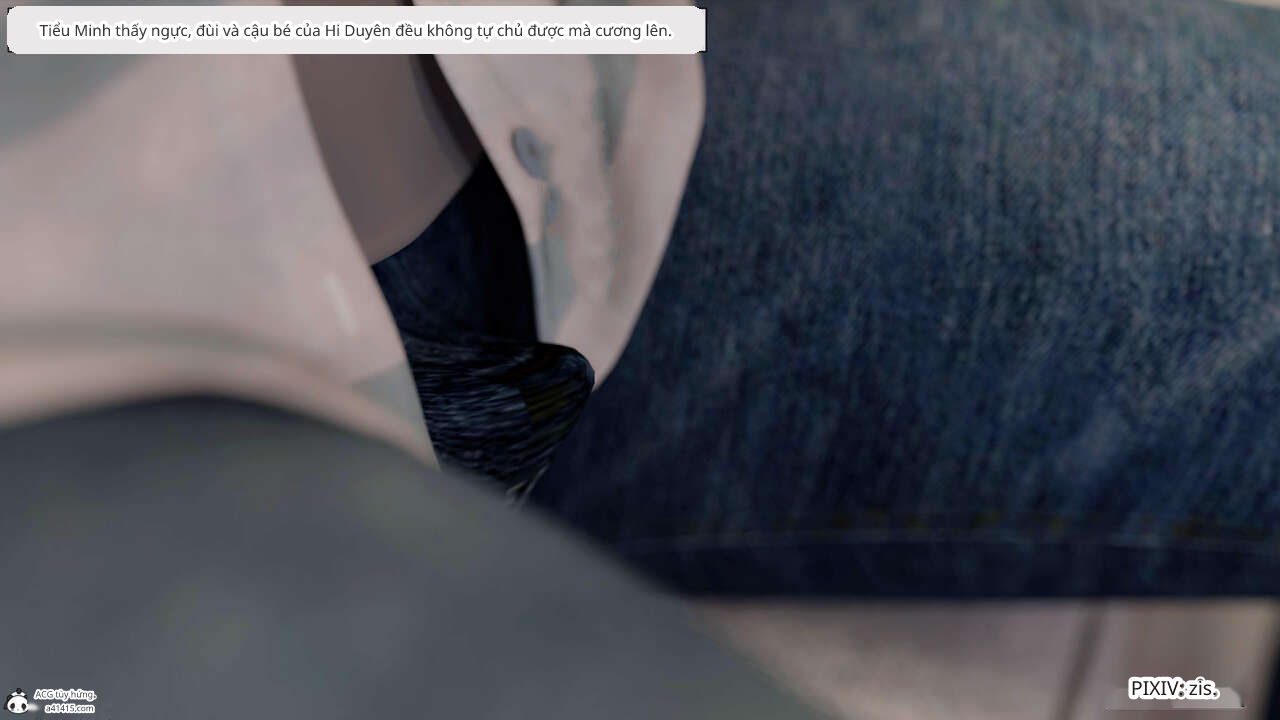 Tiểu Minh thấy ngực, đùi và cậu bé của Hi Duyên đều không tự chủ được mà cương lên.
PIXIV: zis.
ACG tùy hứng.
a41415.com